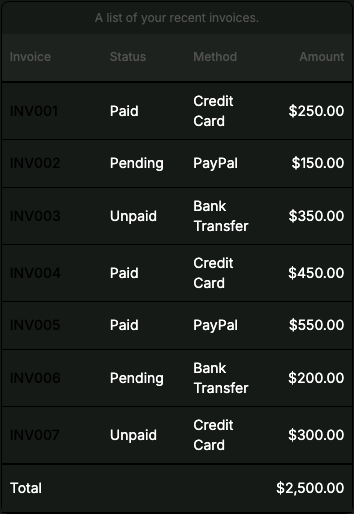 A list of your recent invoices.
Invoice Status Method Amount
INV001 Paid Credit Card $250.00
INV002 Pending PayPal $150.00
INV003 Unpaid Bank Transfer $350.00
INV004 Paid Credit Card $450.00
INV005 Paid PayPal $550.00
INV006 Pending Bank Transfer $200.00
INV007 Unpaid Credit Card $300.00
Total $2,500.00